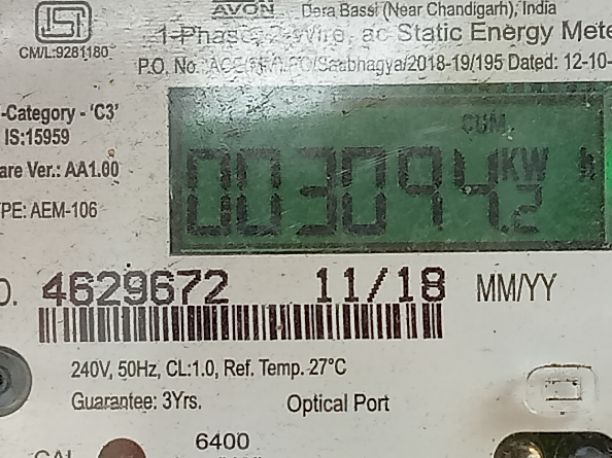 AVON Dera Bassi (Near Chandigarh), India
CM/L:9281180
1-Phase, 2-Wire, ac Static Energy Mete
P.O. No. Saubhagya/2018-19/195 Dated: 12-10-
-Category - 'C3'
IS:15959
are Ver.: AA1.00
PE: AEM-106
CUM
003094.2 KW h
O. 4629672 11/18 MM/YY
240V, 50Hz, CL:1.0, Ref. Temp. 27°C
Guarantee: 3Yrs. Optical Port
6400
CAL